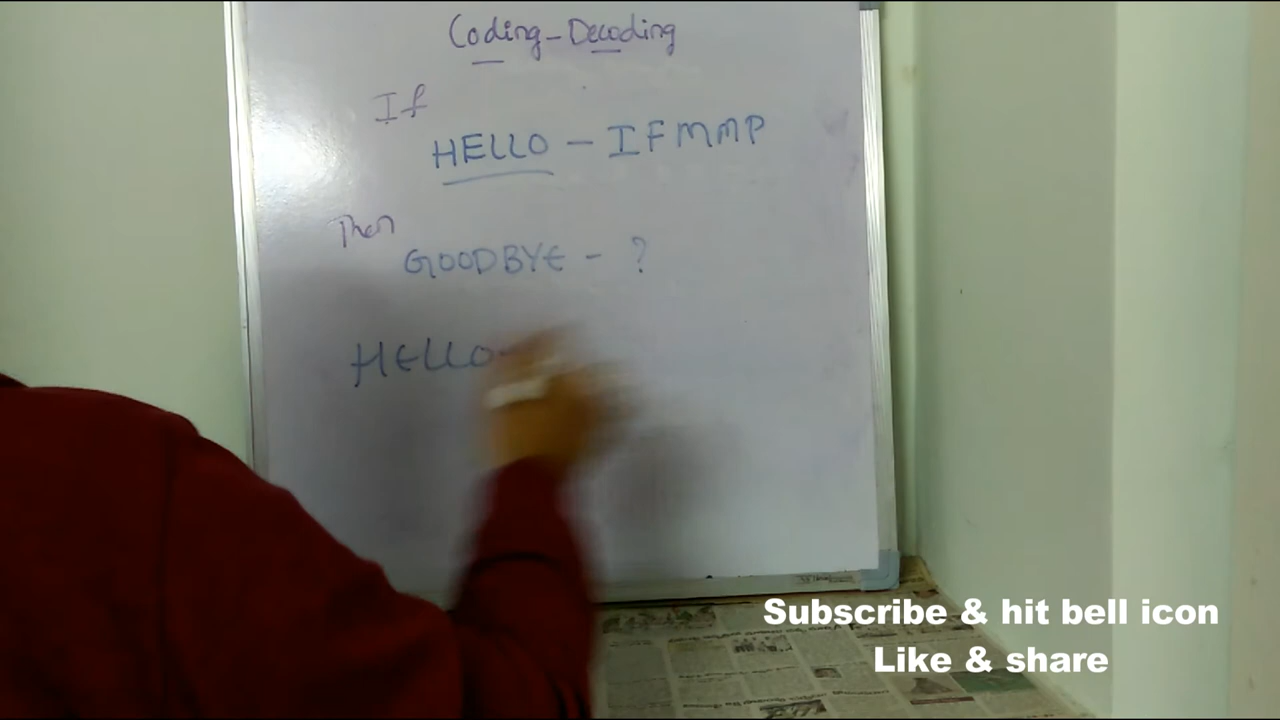 Coding - Decoding
If
HELLO - IFMMP
Then
GOODBYE - ?
HELLO
Subscribe & hit bell icon
Like & share